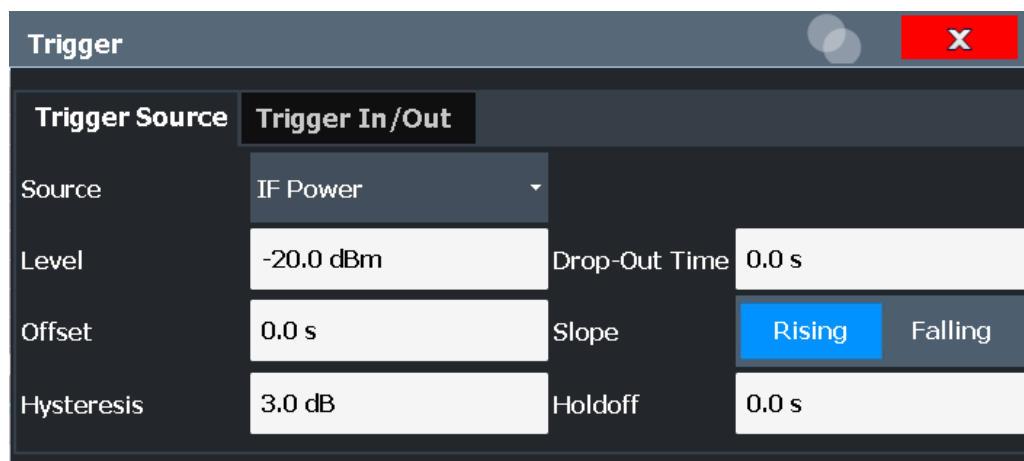 Trigger X
Trigger Source Trigger In/Out
Source IF Power
Level -20.0 dBm Drop-Out Time 0.0 s
Offset 0.0 s Slope Rising Falling
Hysteresis 3.0 dB Holdoff 0.0 s